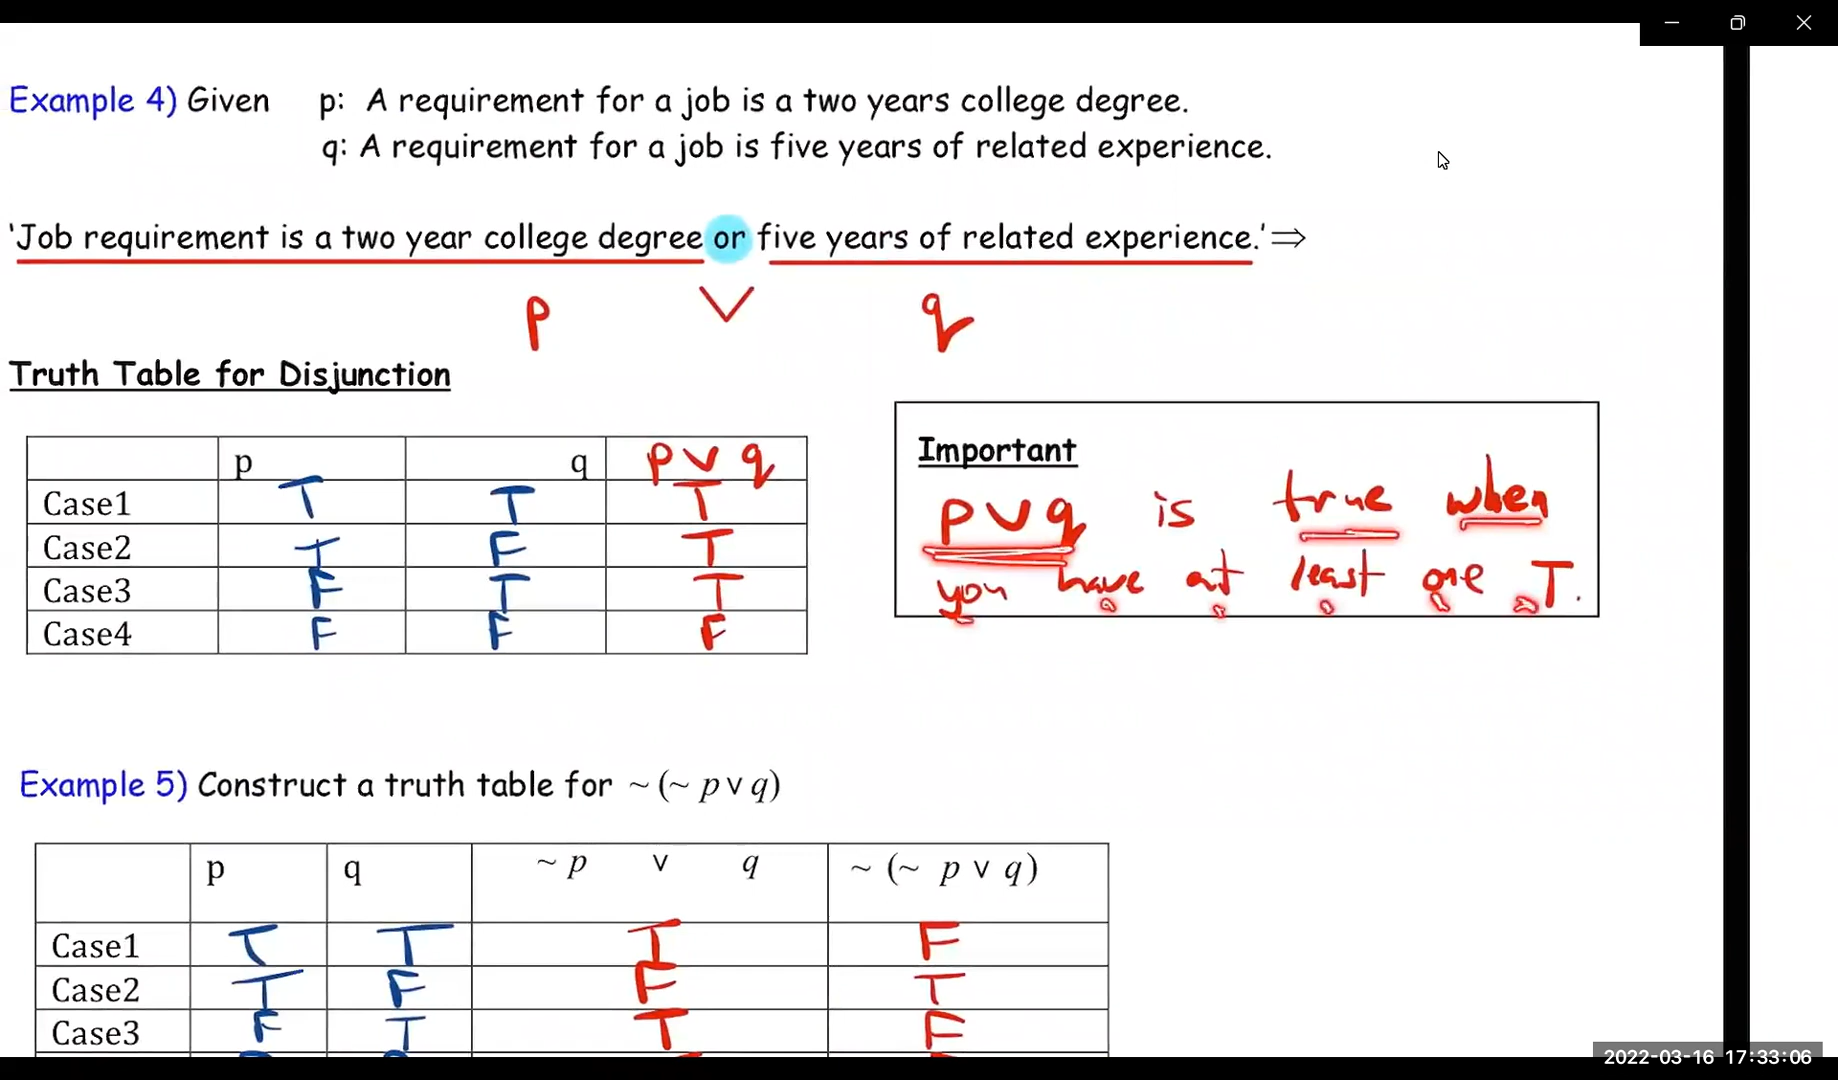 Example 4) Given p: A requirement for a job is a two years college degree.
q: A requirement for a job is five years of related experience.
'Job requirement is a two year college degree or five years of related experience.' ⇒
p ∨ q
Truth Table for Disjunction
p q p ∨ q
Case1 T T T
Case2 T F T
Case3 F T T
Case4 F F F
Important
p ∨ q is true when
you have at least one T.
Example 5) Construct a truth table for ~ (~ p ∨ q)
p q ~ p ∨ q ~ (~ p ∨ q)
Case1 T T T F
Case2 T F F T
Case3 F T T F
2022-03-16 17:33:06